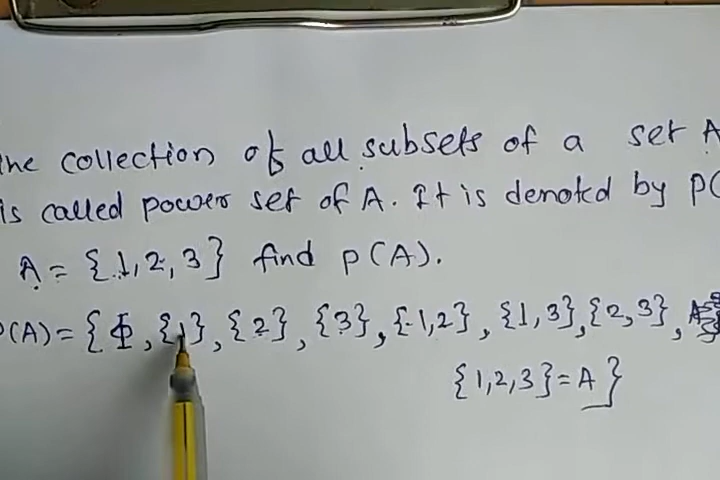 The collection of all subsets of a set A
is called power set of A. It is denoted by P(
A = {1, 2, 3} find P(A).
P(A) = {Φ, {1}, {2}, {3}, {1,2}, {1,3}, {2,3},
{1,2,3} = A}